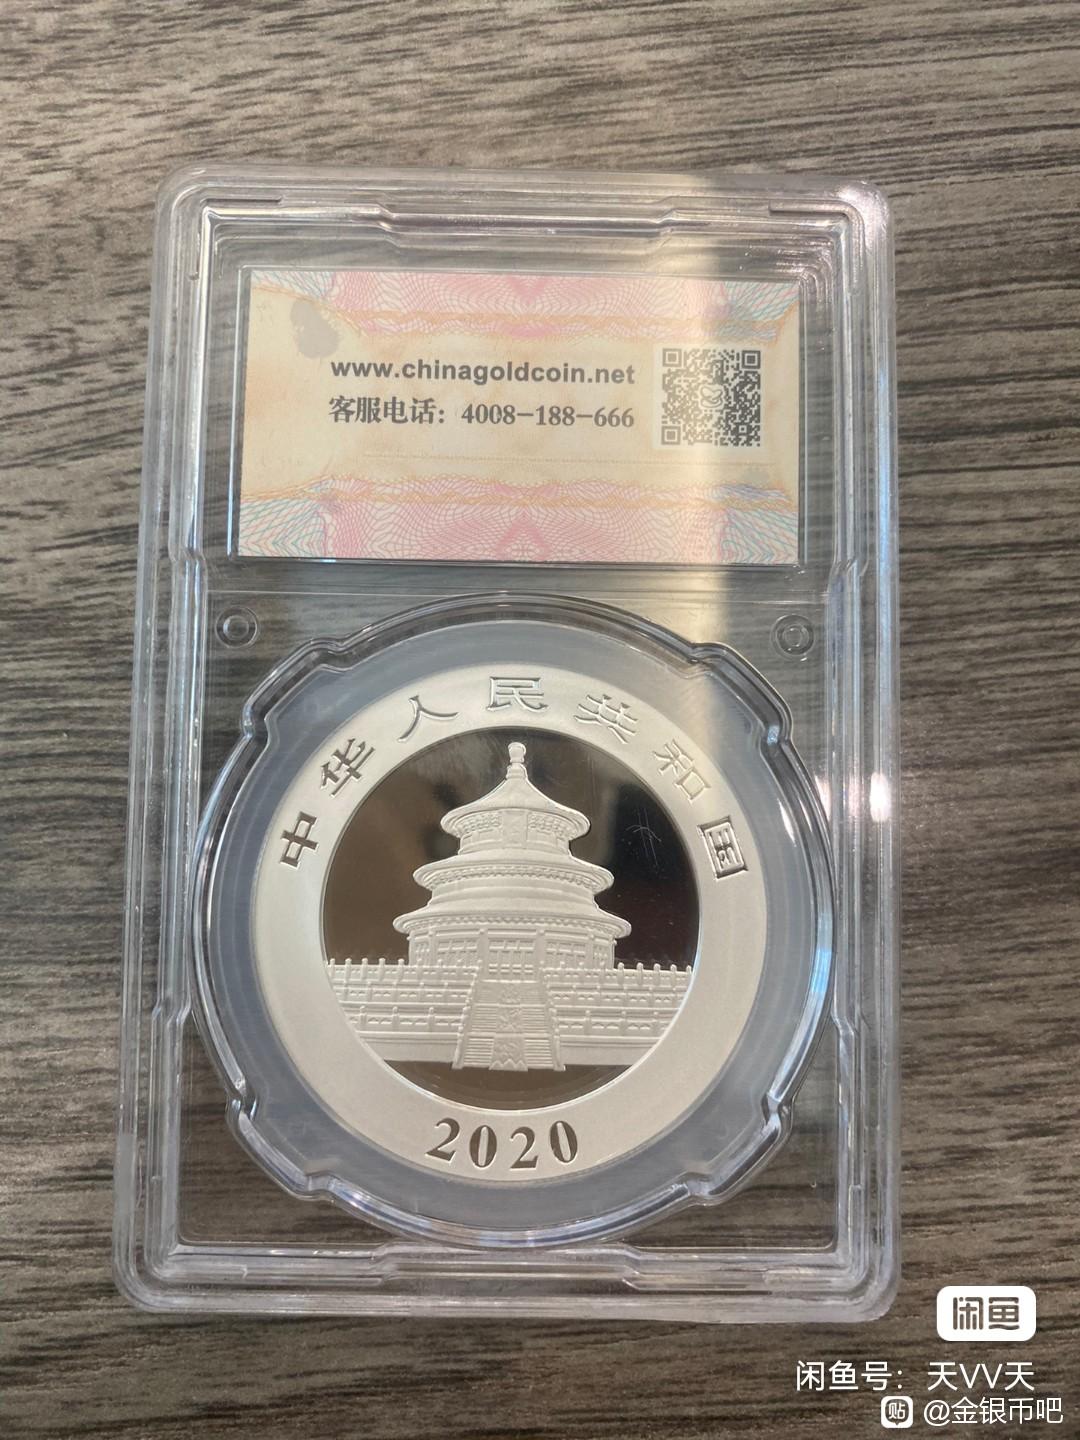 www.chinagoldcoin.net
客服电话：4008-188-666
中华人民共和国
2020
闲鱼
闲鱼号：天VV天
贴 @金银币吧